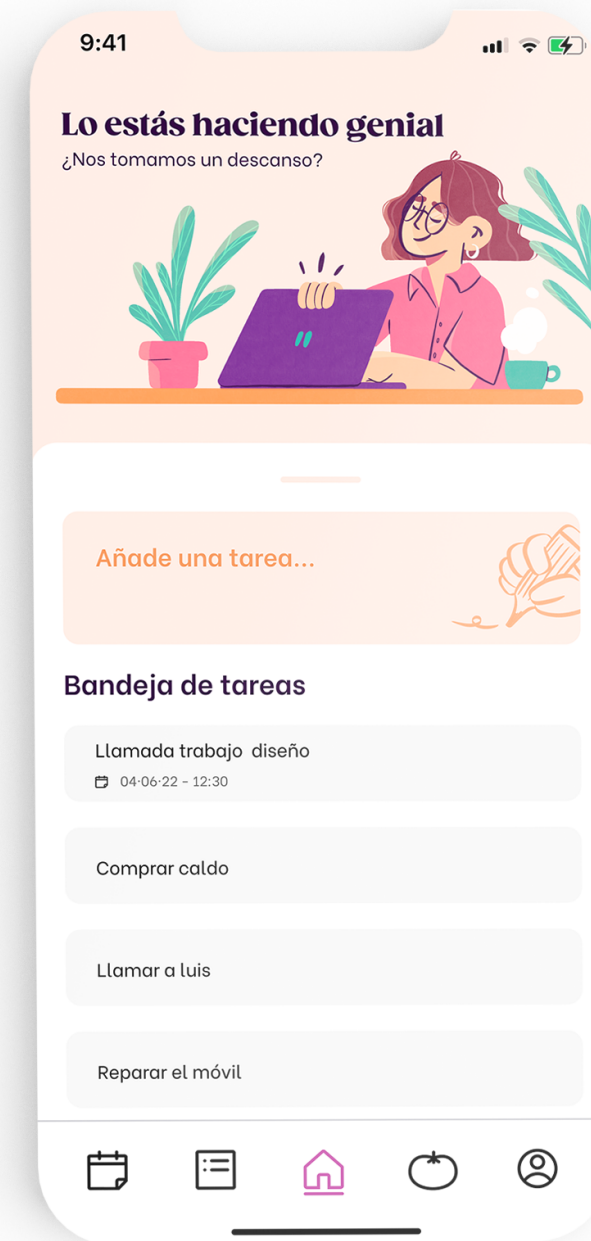 9:41
Lo estás haciendo genial
¿Nos tomamos un descanso?
Añade una tarea...
Bandeja de tareas
Llamada trabajo diseño
04·06·22 - 12:30
Comprar caldo
Llamar a luis
Reparar el móvil